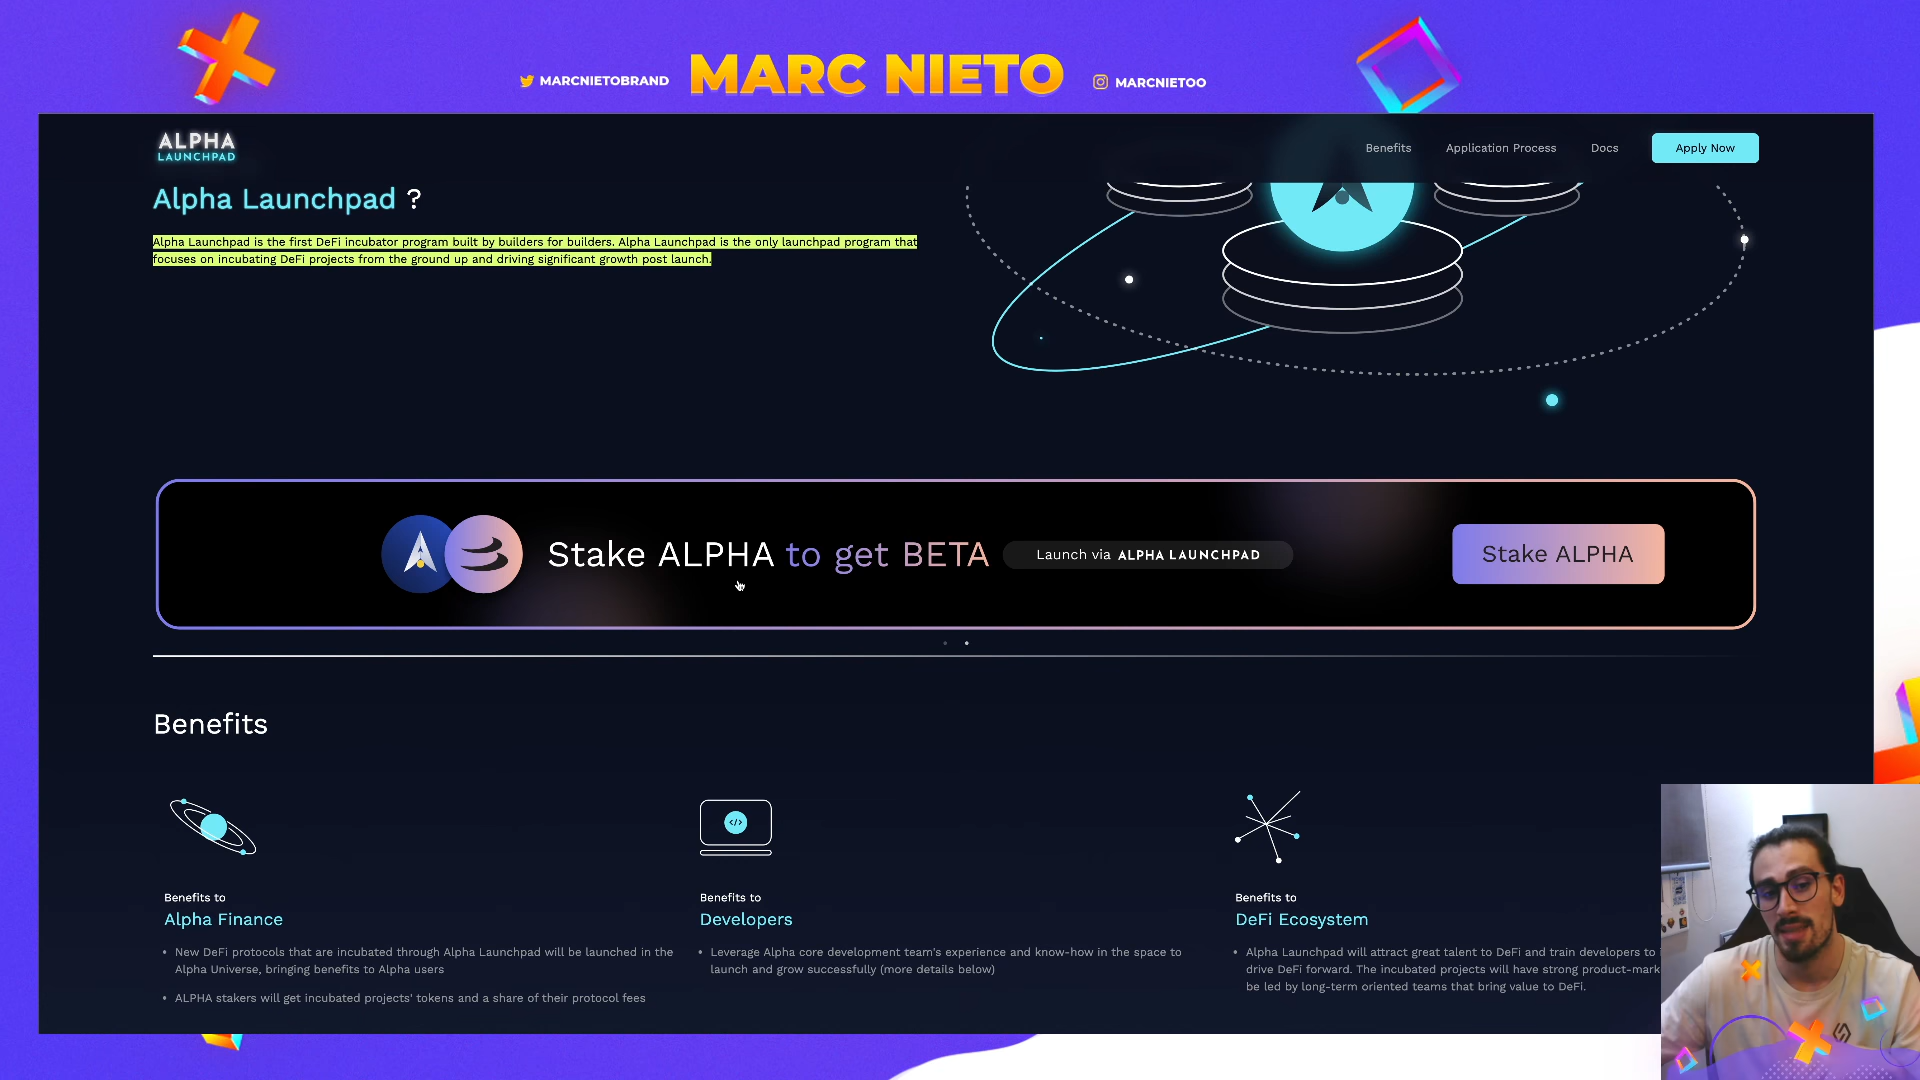 MARCNIETOBRAND
MARC NIETO
MARCNIETOO
ALPHA
LAUNCHPAD
Benefits
Application Process
Docs
Apply Now
Alpha Launchpad ?
Alpha Launchpad is the first DeFi incubator program built by builders for builders. Alpha Launchpad is the only launchpad program that
focuses on incubating DeFi projects from the ground up and driving significant growth post launch.
Stake ALPHA to get BETA
Launch via ALPHA LAUNCHPAD
Stake ALPHA
Benefits
Benefits to
Alpha Finance
• New DeFi protocols that are incubated through Alpha Launchpad will be launched in the
Alpha Universe, bringing benefits to Alpha users
• ALPHA stakers will get incubated projects' tokens and a share of their protocol fees
Benefits to
Developers
• Leverage Alpha core development team's experience and know-how in the space to
launch and grow successfully (more details below)
Benefits to
DeFi Ecosystem
• Alpha Launchpad will attract great talent to DeFi and train developers to
drive DeFi forward. The incubated projects will have strong
be led by long-term oriented teams that bring value to DeFi.